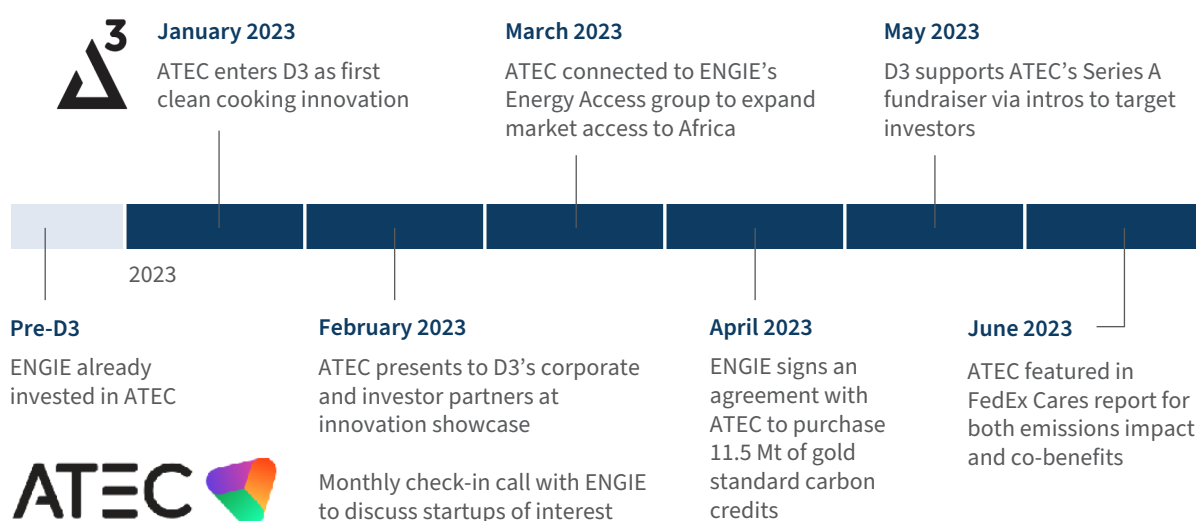 3
January 2023
ATEC enters D3 as first
clean cooking innovation
March 2023
ATEC connected to ENGIE’s
Energy Access group to expand
market access to Africa
May 2023
D3 supports ATEC’s Series A
fundraiser via intros to target
investors
2023
Pre-D3
ENGIE already
invested in ATEC
ATEC
February 2023
ATEC presents to D3’s corporate
and investor partners at
innovation showcase
Monthly check-in call with ENGIE
to discuss startups of interest
April 2023
ENGIE signs an
agreement with
ATEC to purchase
11.5 Mt of gold
standard carbon
credits
June 2023
ATEC featured in
FedEx Cares report for
both emissions impact
and co-benefits